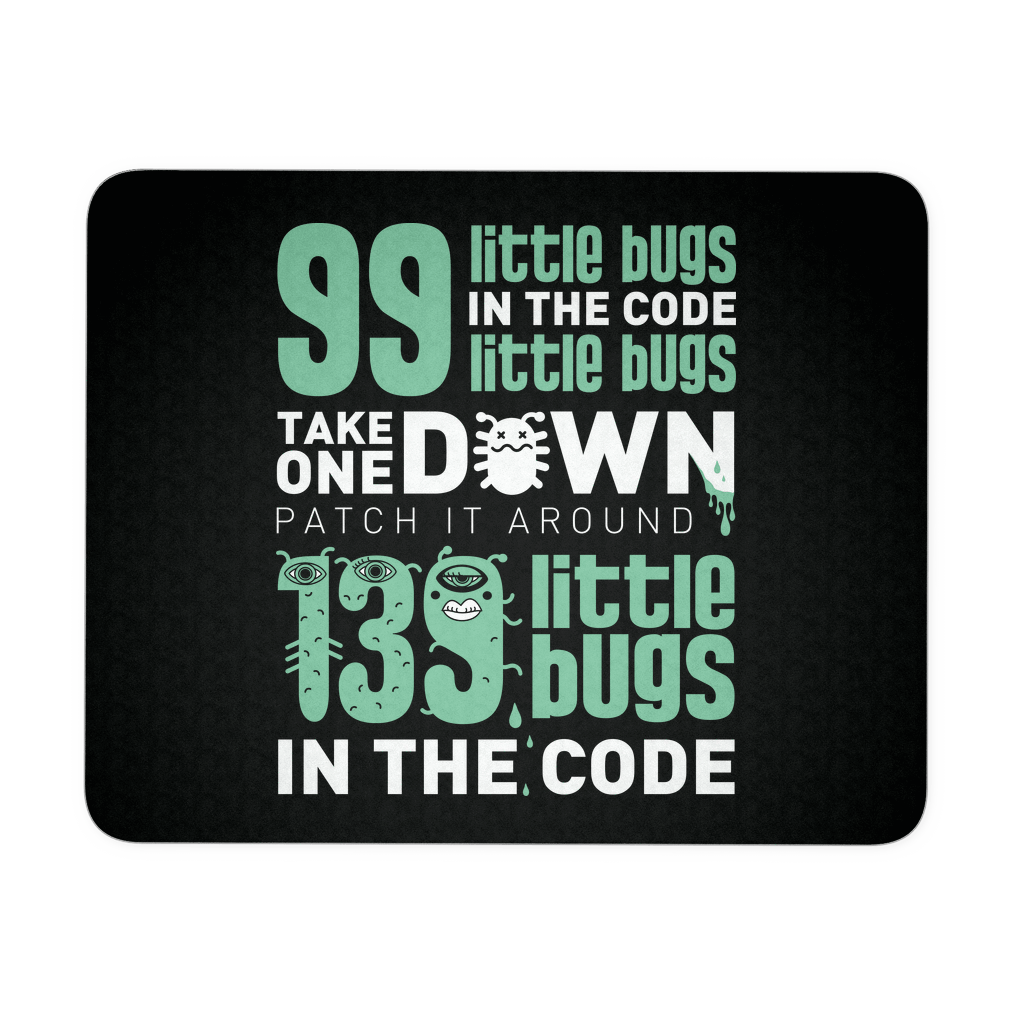 99 little bugs
IN THE CODE
little bugs
TAKE
ONE DOWN
PATCH IT AROUND
139 little
bugs
IN THE CODE